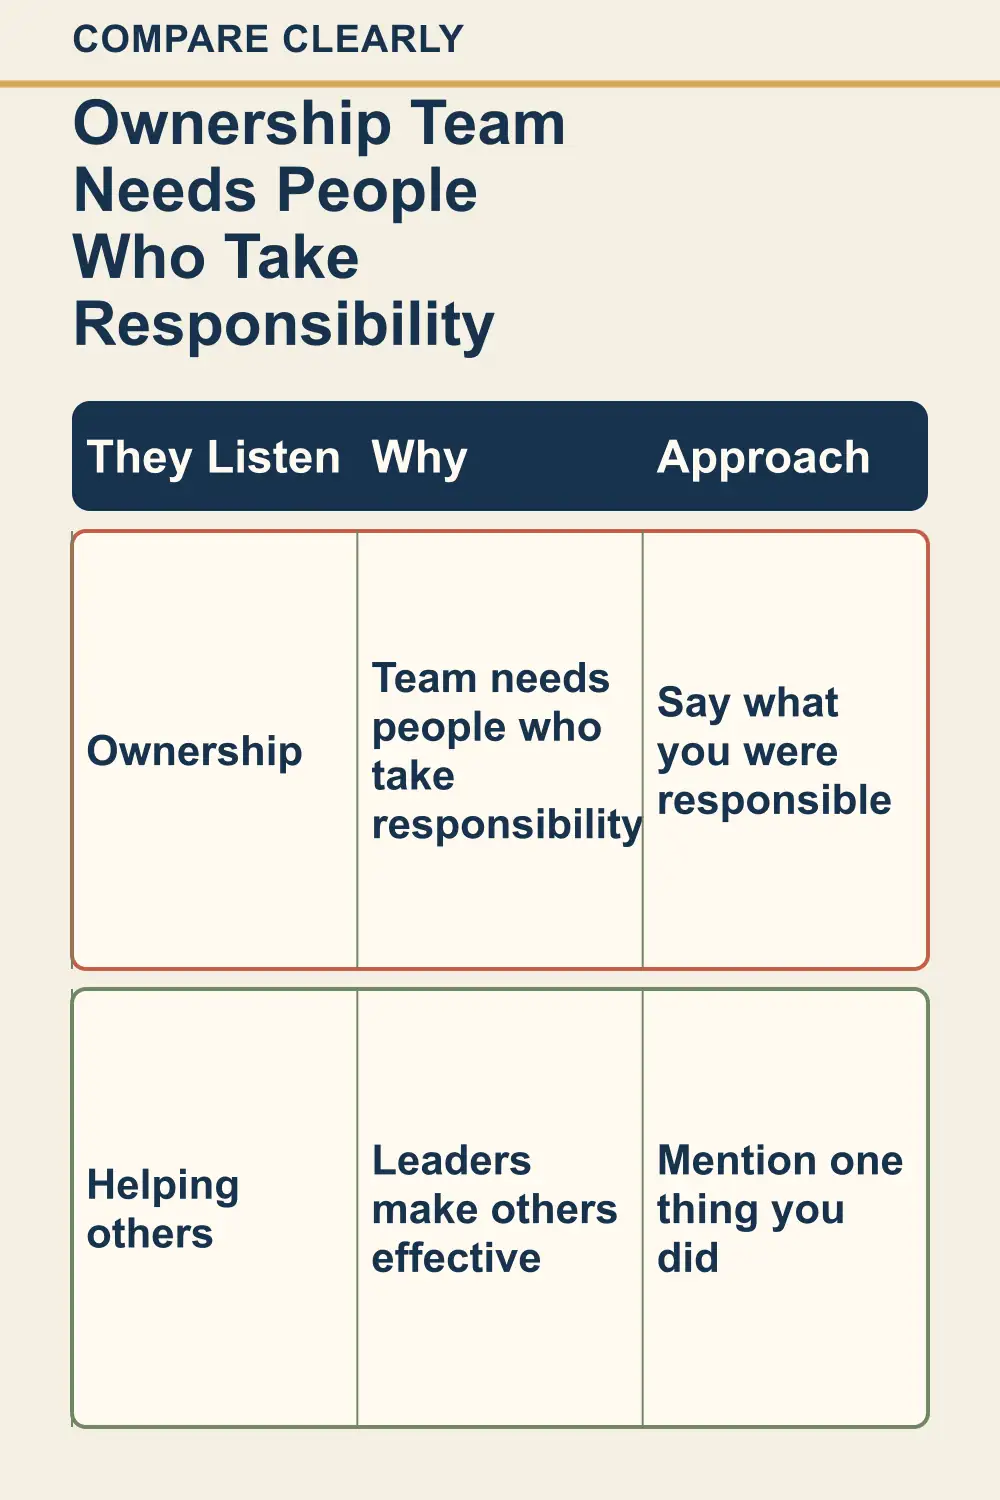 COMPARE CLEARLY
Ownership Team
Needs People
Who Take
Responsibility
They Listen Why Approach
Ownership
Team needs
people who
take
responsibility
Say what
you were
responsible
Helping
others
Leaders
make others
effective
Mention one
thing you
did